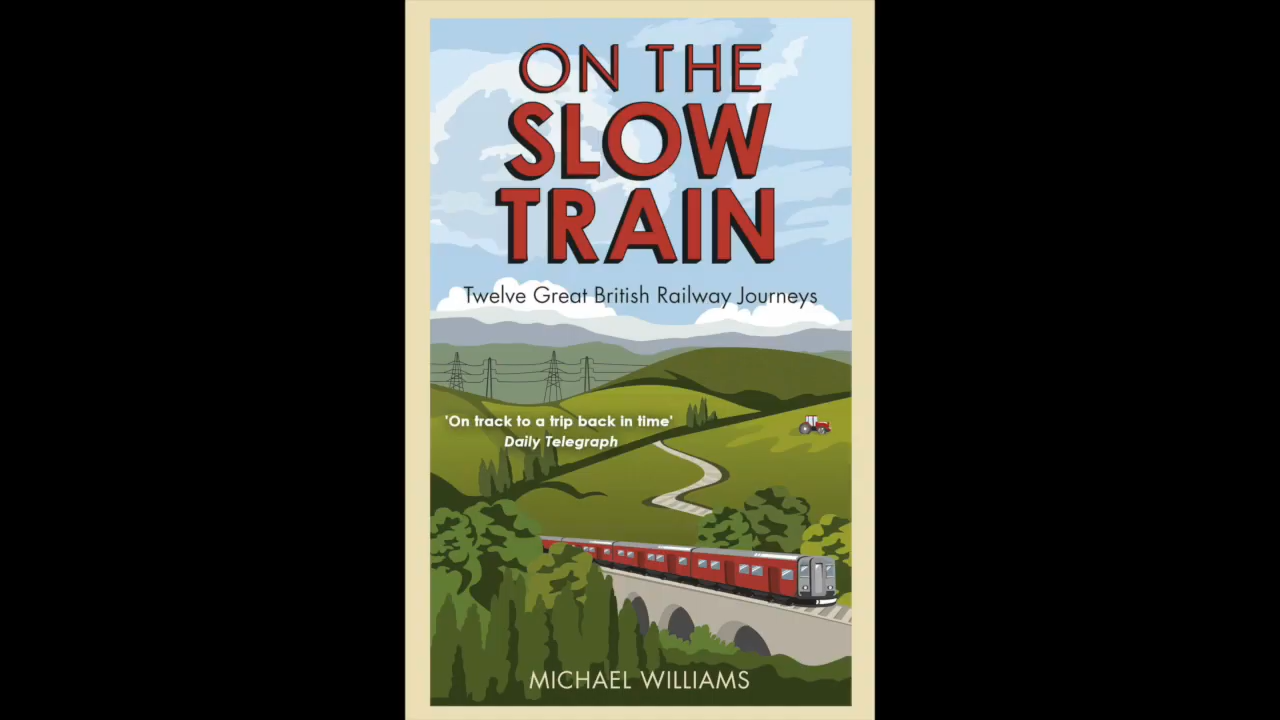 ON THE
SLOW
TRAIN
Twelve Great British Railway Journeys
'On track to a trip back in time'
Daily Telegraph
MICHAEL WILLIAMS